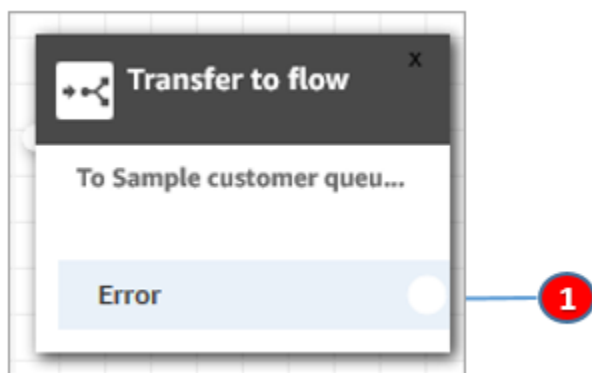 Transfer to flow
x
To Sample customer queu...
Error
1